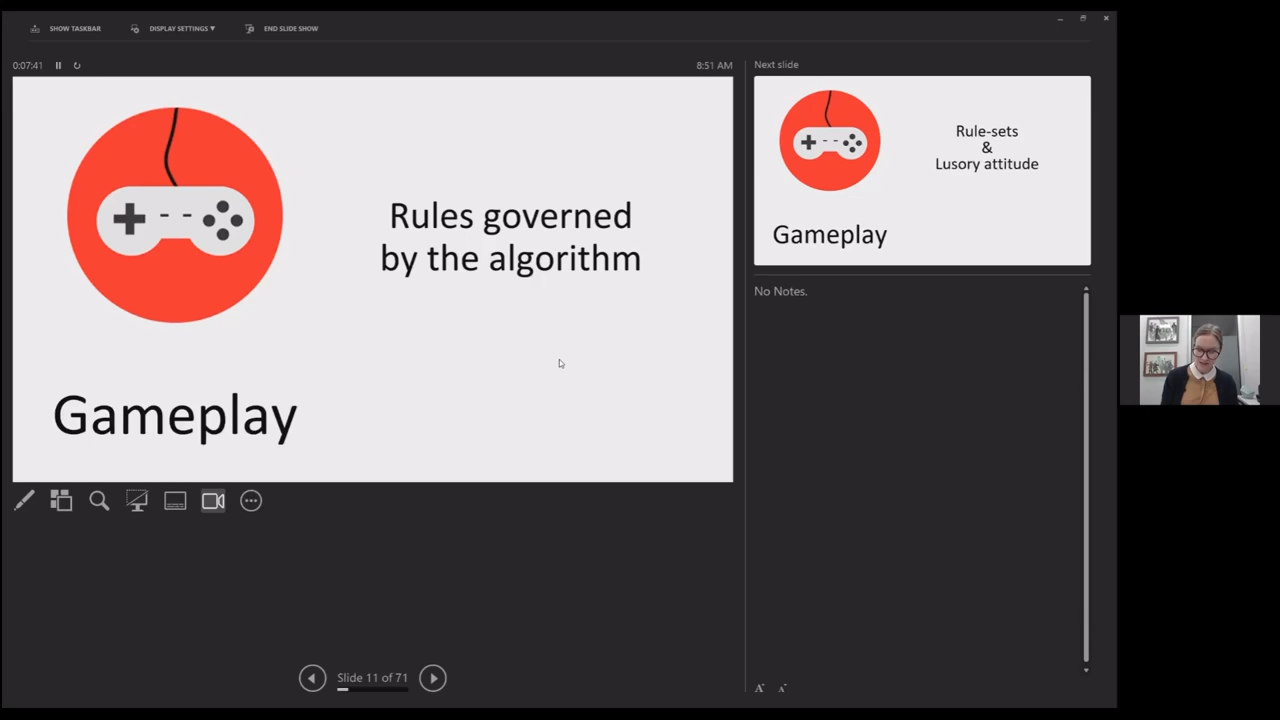 SHOW TASKBAR
DISPLAY SETTINGS ▼
END SLIDE SHOW
0:07:41
8:51 AM
Rules governed
by the algorithm
Gameplay
Slide 11 of 71
Next slide
Rule-sets
&
Lusory attitude
Gameplay
No Notes.
A A